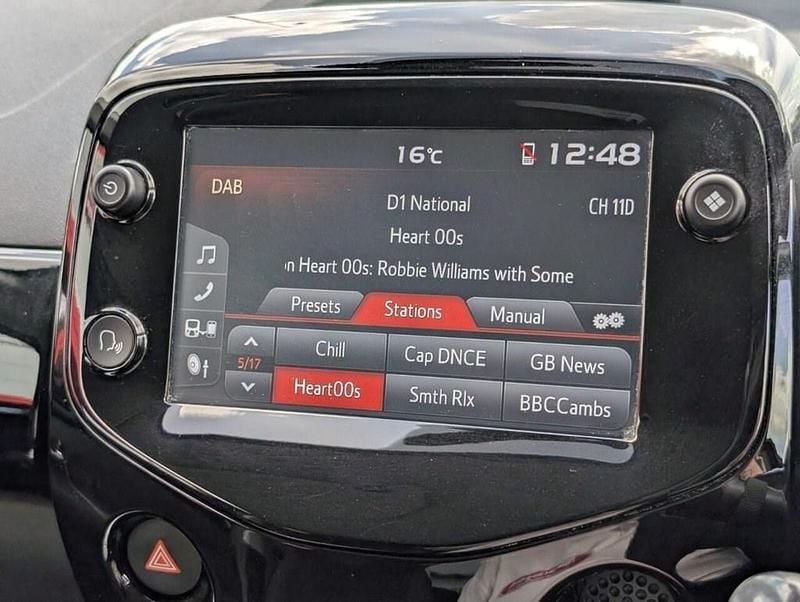 16°C 12:48
DAB
D1 National CH 11D
Heart 00s
n Heart 00s: Robbie Williams with Some
Presets Stations Manual
Chill Cap DNCE GB News
5/17
Heart00s Smth Rlx BBCCambs